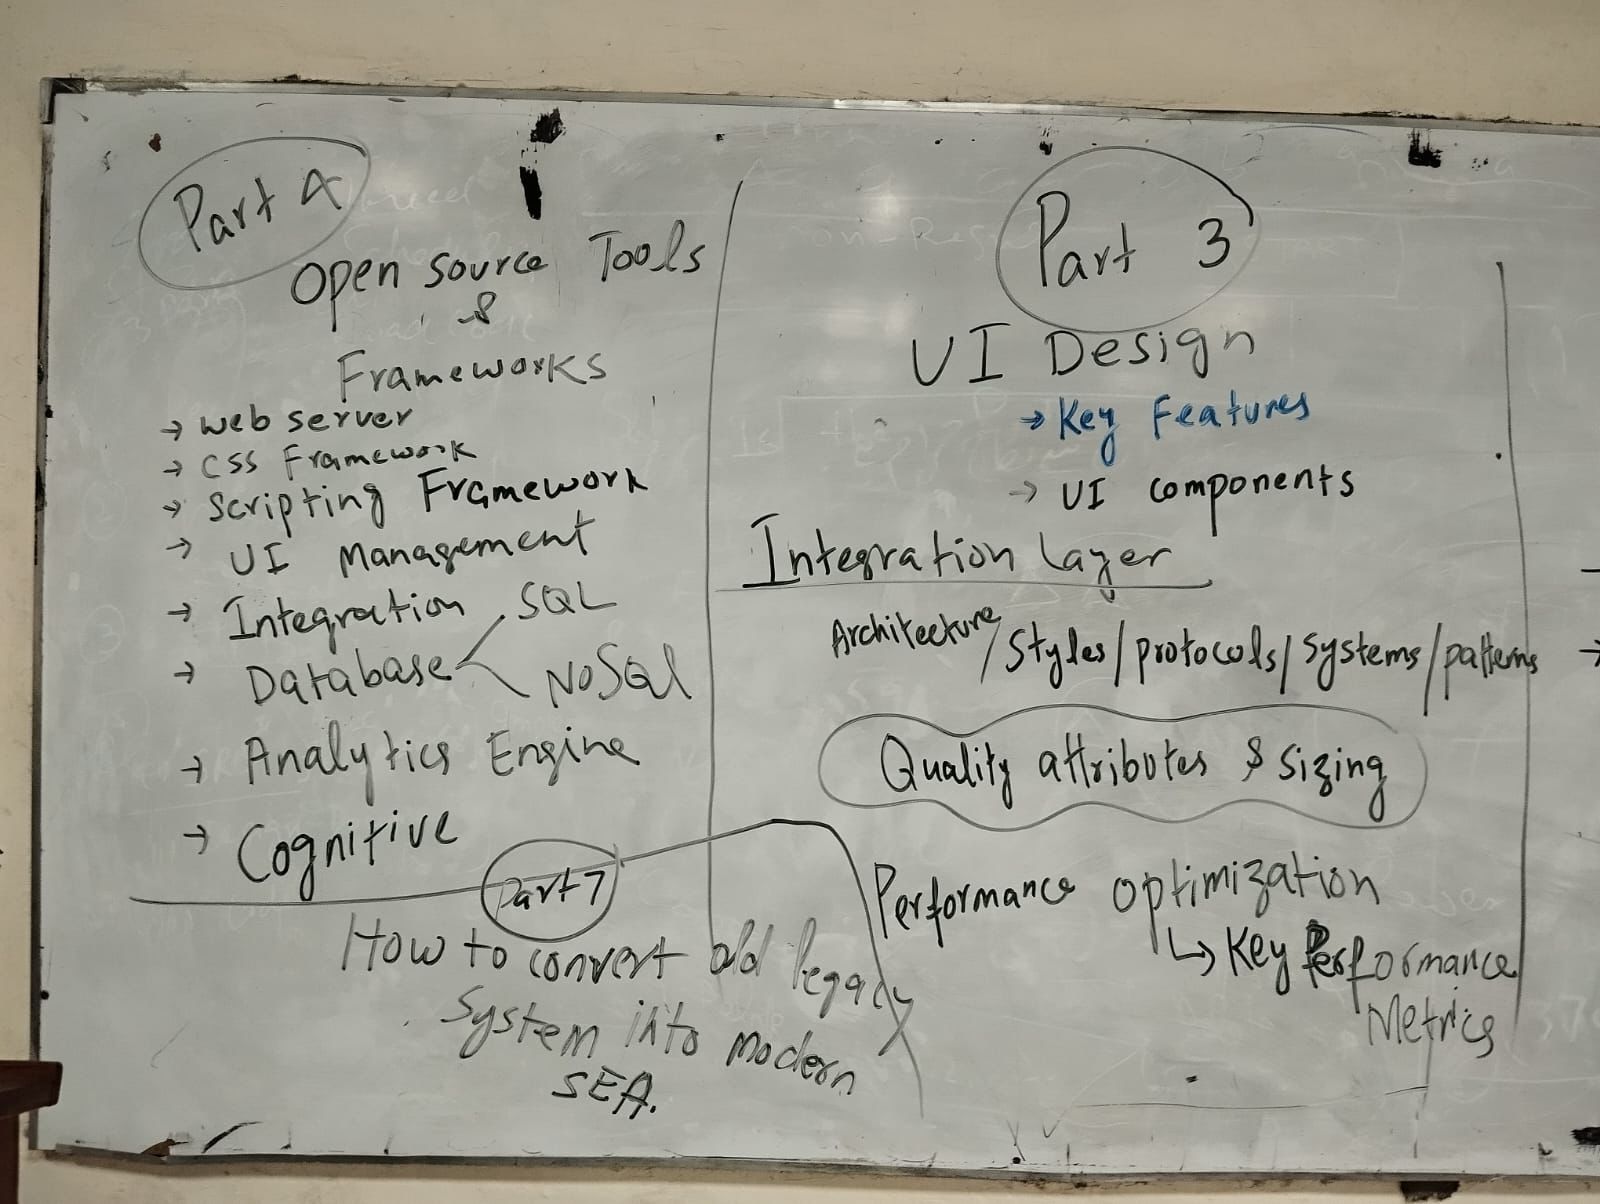 Part 4
Open source Tools
&
Frameworks
→ web server
→ CSS Framework
→ Scripting Framework
→ UI Management
→ Integration
→ Database SQL
NoSQl
→ Analytics Engine
→ Cognitive
Part 7
How to convert old legacy
System into modern
SEA.
Part 3
UI Design
→ Key Features
→ UI components
Integration Layer
Architecture/Styles/protocols/systems/patterns
Quality attributes & sizing
Performance optimization
↳ Key Performance
Metrics